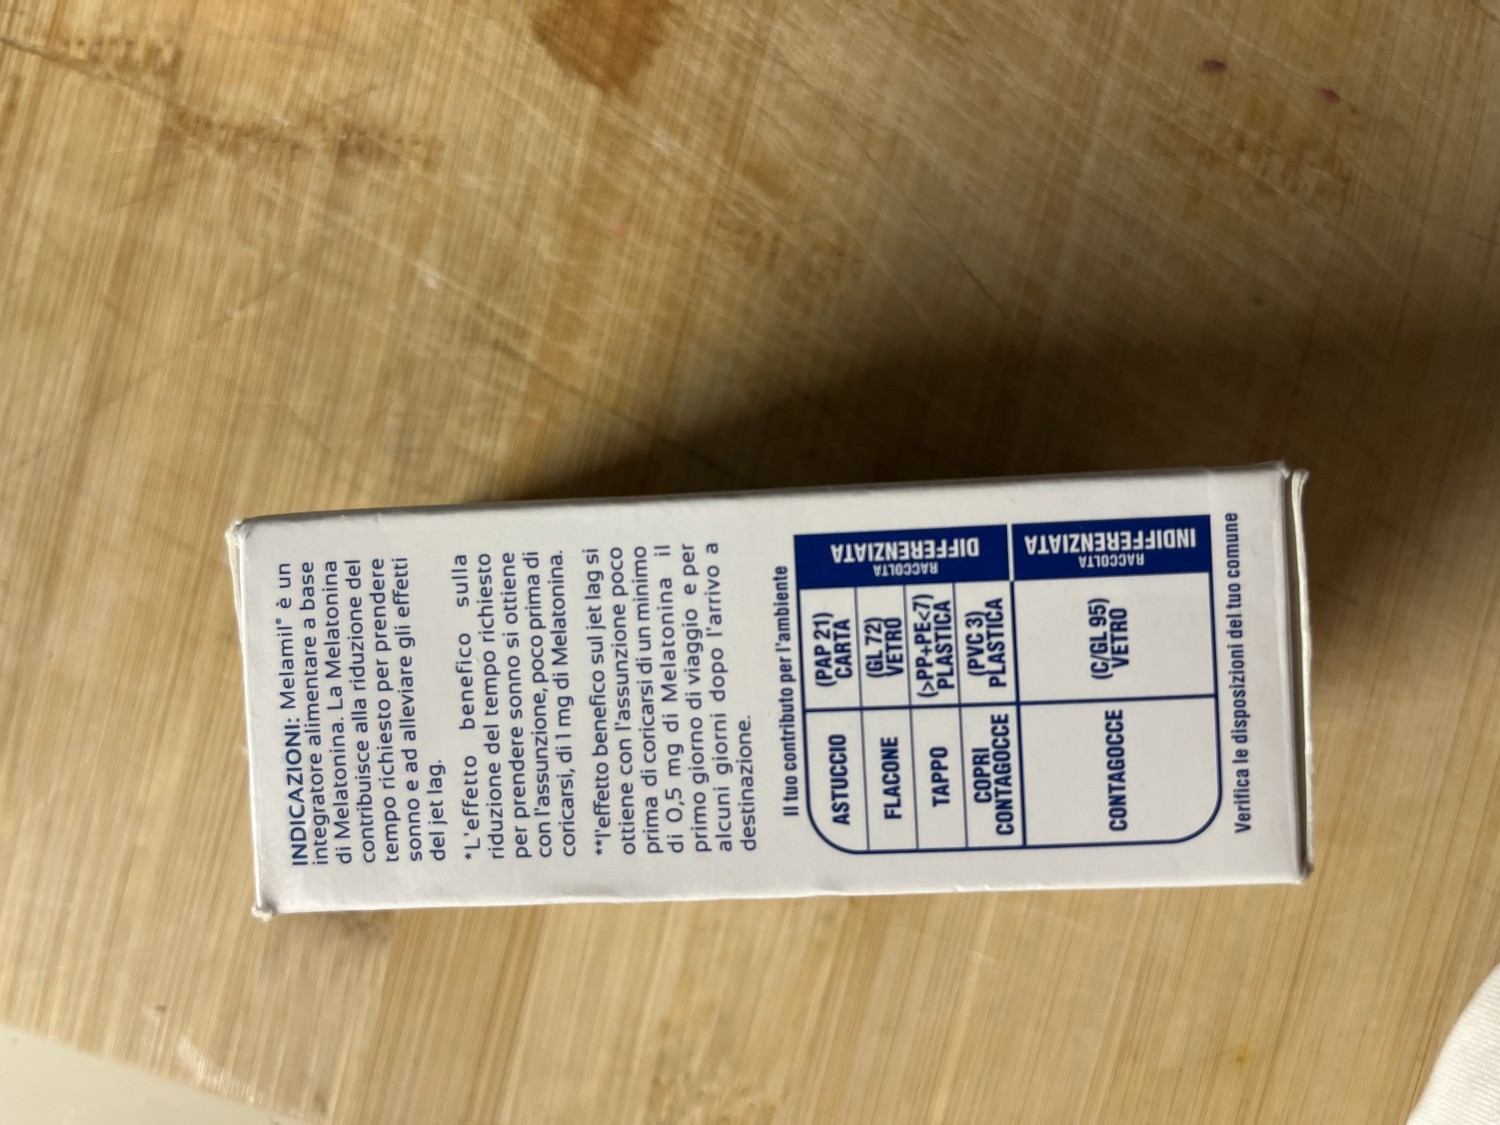 INDICAZIONI: Melamil® è un
integratore alimentare a base
di Melatonina. La Melatonina
contribuisce alla riduzione del
tempo richiesto per prendere
sonno e ad alleviare gli effetti
del jet lag.
*L'effetto benefico sulla
riduzione del tempo richiesto
per prendere sonno si ottiene
con l'assunzione, poco prima di
coricarsi, di 1 mg di Melatonina.
**l'effetto benefico sul jet lag si
ottiene con l'assunzione poco
prima di coricarsi di un minimo
di 0,5 mg di Melatonina il
primo giorno di viaggio e per
alcuni giorni dopo l'arrivo a
destinazione.
Il tuo contributo per l'ambiente
ASTUCCIO
(PAP 21)
CARTA
FLACONE
(GL 72)
VETRO
TAPPO
(>PP+PE<7)
PLASTICA
COPRI
CONTAGOCCE
(PVC 3)
PLASTICA
RACCOLTA
DIFFERENZIATA
CONTAGOCCE
(C/GL 95)
VETRO
RACCOLTA
INDIFFERENZIATA
Verifica le disposizioni del tuo comune